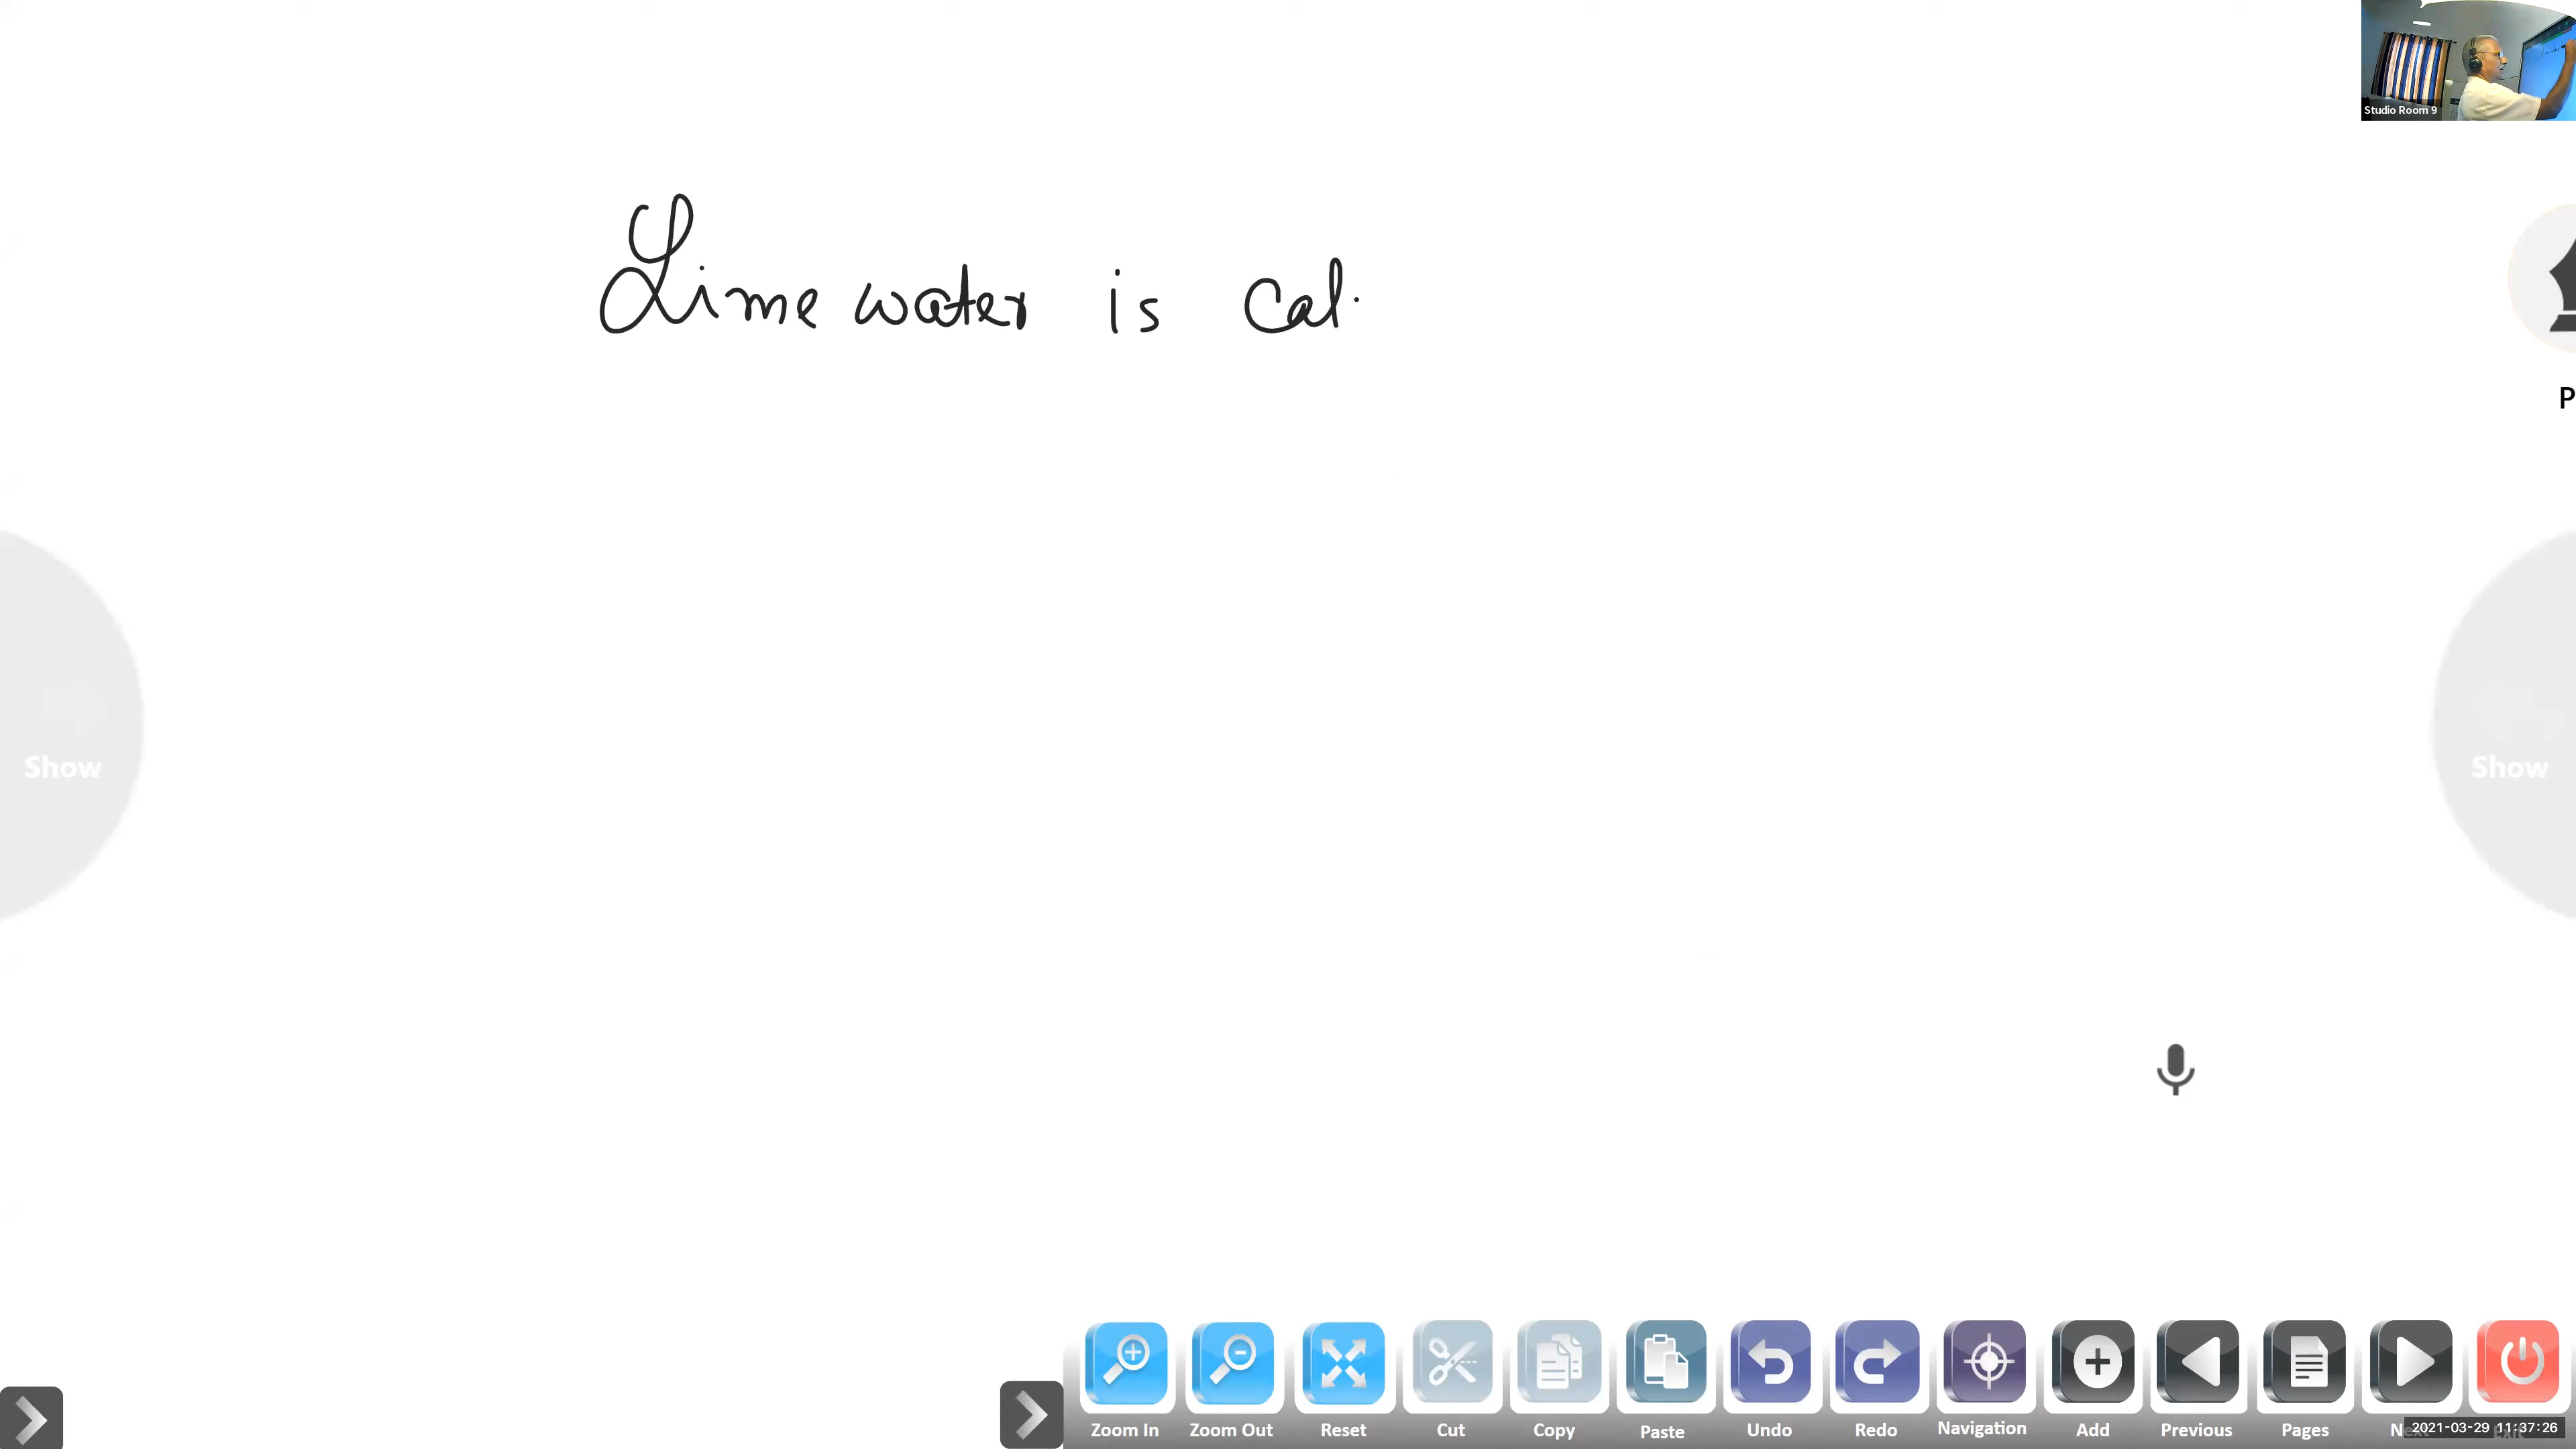 Studio Room 9
Lime water is cal
P
Show
Show
Zoom In Zoom Out Reset Cut Copy Paste Undo Redo Navigation Add Previous Pages
2021-03-29 11:37:26